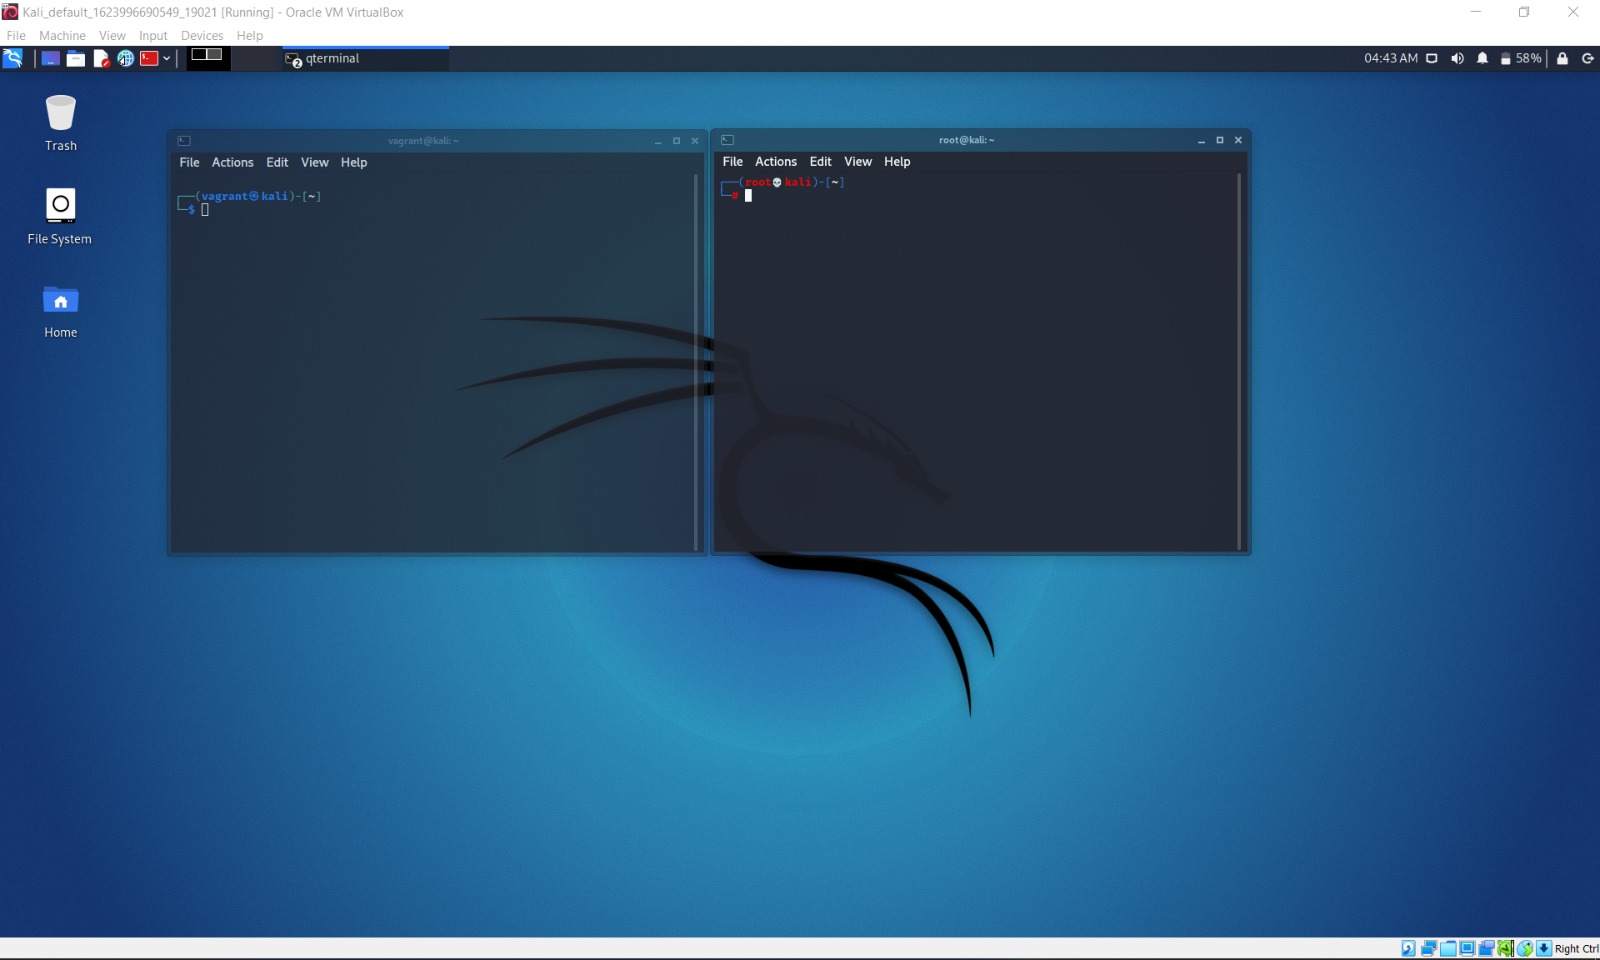 Kali_default_1623996690549_19021 [Running] - Oracle VM VirtualBox
File Machine View Input Devices Help
2 qterminal
04:43 AM 58%
Trash
File System
Home
vagrant@kali: ~
File Actions Edit View Help
(vagrant㉿kali)-[~]
$
root@kali: ~
File Actions Edit View Help
(root💀kali)-[~]
#
Right Ctrl